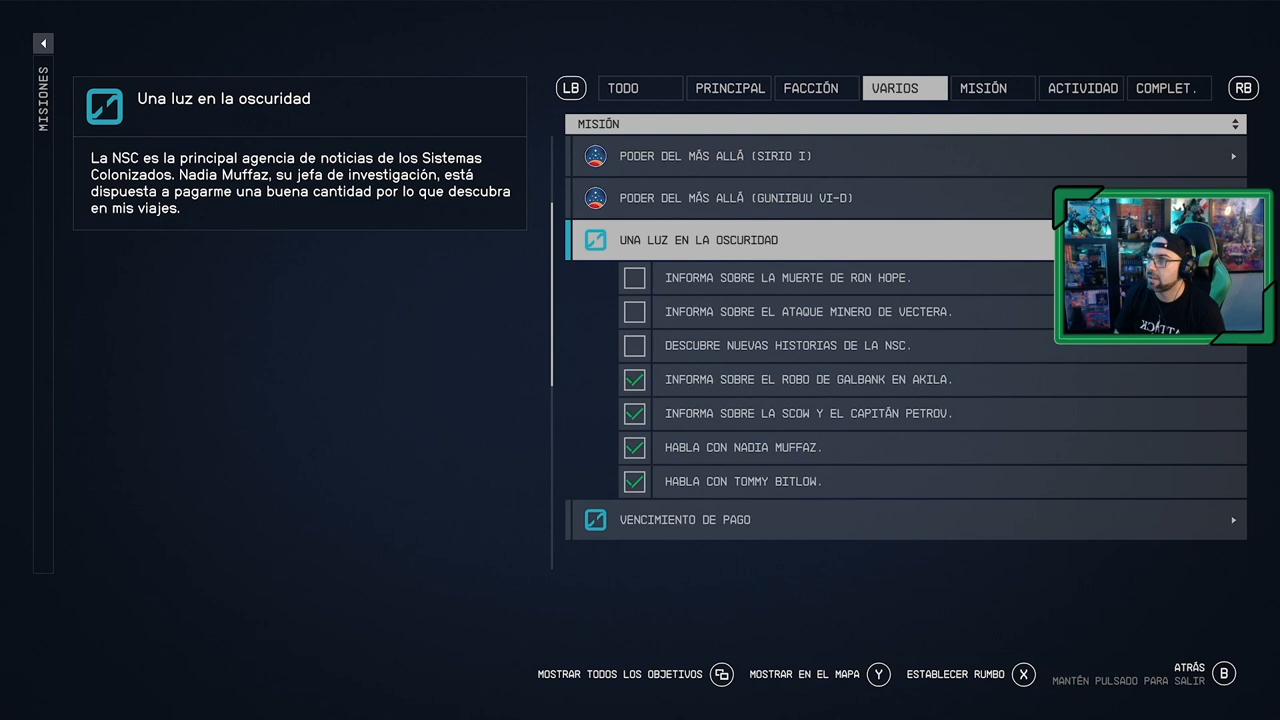 MISIONES
Una luz en la oscuridad
La NSC es la principal agencia de noticias de los Sistemas
Colonizados. Nadia Muffaz, su jefa de investigación, está
dispuesta a pagarme una buena cantidad por lo que descubra
en mis viajes.
LB TODO PRINCIPAL FACCIÓN VARIOS MISIÓN ACTIVIDAD COMPLET. RB
MISIÓN
PODER DEL MÁS ALLÁ (SIRIO I)
PODER DEL MÁS ALLÁ (GUNIIBUU VI-D)
UNA LUZ EN LA OSCURIDAD
INFORMA SOBRE LA MUERTE DE RON HOPE.
INFORMA SOBRE EL ATAQUE MINERO DE VECTERA.
DESCUBRE NUEVAS HISTORIAS DE LA NSC.
INFORMA SOBRE EL ROBO DE GALBANK EN AKILA.
INFORMA SOBRE LA SCOW Y EL CAPITÁN PETROV.
HABLA CON NADIA MUFFAZ.
HABLA CON TOMMY BITLOW.
VENCIMIENTO DE PAGO
MOSTRAR TODOS LOS OBJETIVOS MOSTRAR EN EL MAPA Y ESTABLECER RUMBO X ATRÁS B
MANTÉN PULSADO PARA SALIR